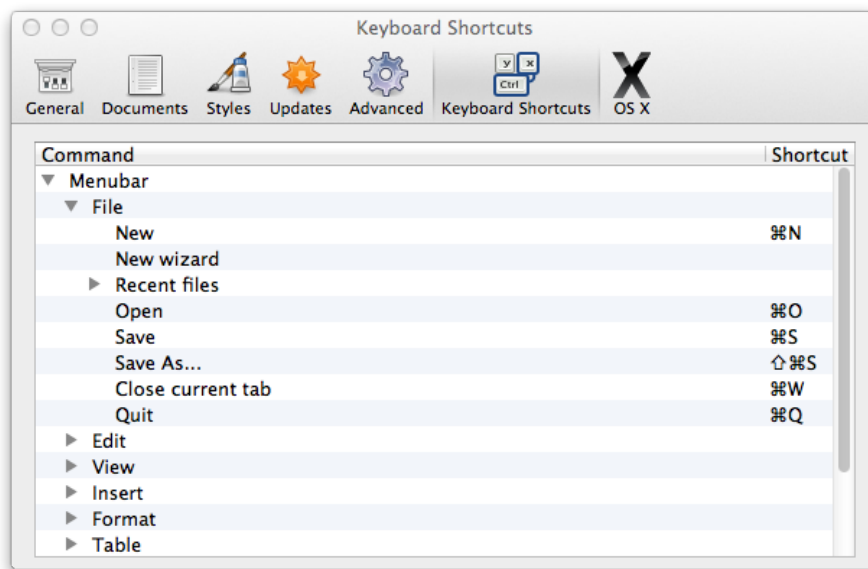 Keyboard Shortcuts
Y X
Ctrl
General Documents Styles Updates Advanced Keyboard Shortcuts OS X
Command Shortcut
Menubar
File
New ⌘N
New wizard
Recent files
Open ⌘O
Save ⌘S
Save As... ⇧⌘S
Close current tab ⌘W
Quit ⌘Q
Edit
View
Insert
Format
Table